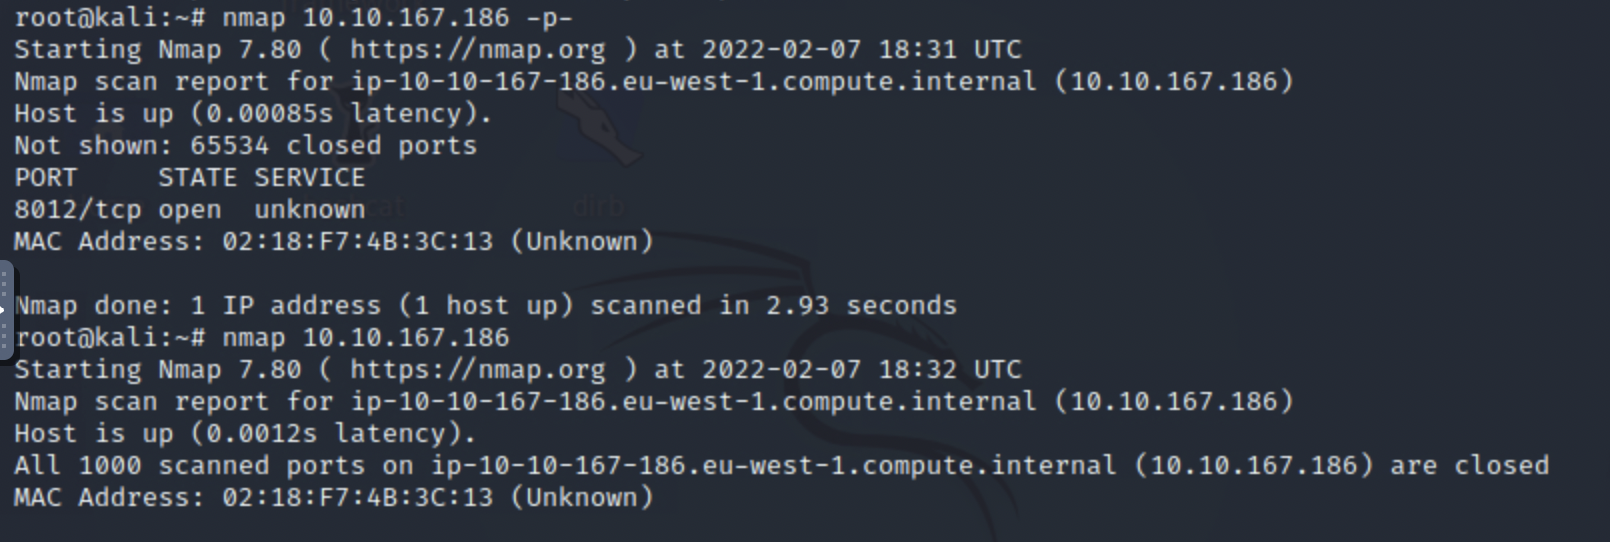 root@kali:~# nmap 10.10.167.186 -p-
Starting Nmap 7.80 ( https://nmap.org ) at 2022-02-07 18:31 UTC
Nmap scan report for ip-10-10-167-186.eu-west-1.compute.internal (10.10.167.186)
Host is up (0.00085s latency).
Not shown: 65534 closed ports
PORT     STATE SERVICE
8012/tcp open  unknown
MAC Address: 02:18:F7:4B:3C:13 (Unknown)
Nmap done: 1 IP address (1 host up) scanned in 2.93 seconds
root@kali:~# nmap 10.10.167.186
Starting Nmap 7.80 ( https://nmap.org ) at 2022-02-07 18:32 UTC
Nmap scan report for ip-10-10-167-186.eu-west-1.compute.internal (10.10.167.186)
Host is up (0.0012s latency).
All 1000 scanned ports on ip-10-10-167-186.eu-west-1.compute.internal (10.10.167.186) are closed
MAC Address: 02:18:F7:4B:3C:13 (Unknown)
dirb